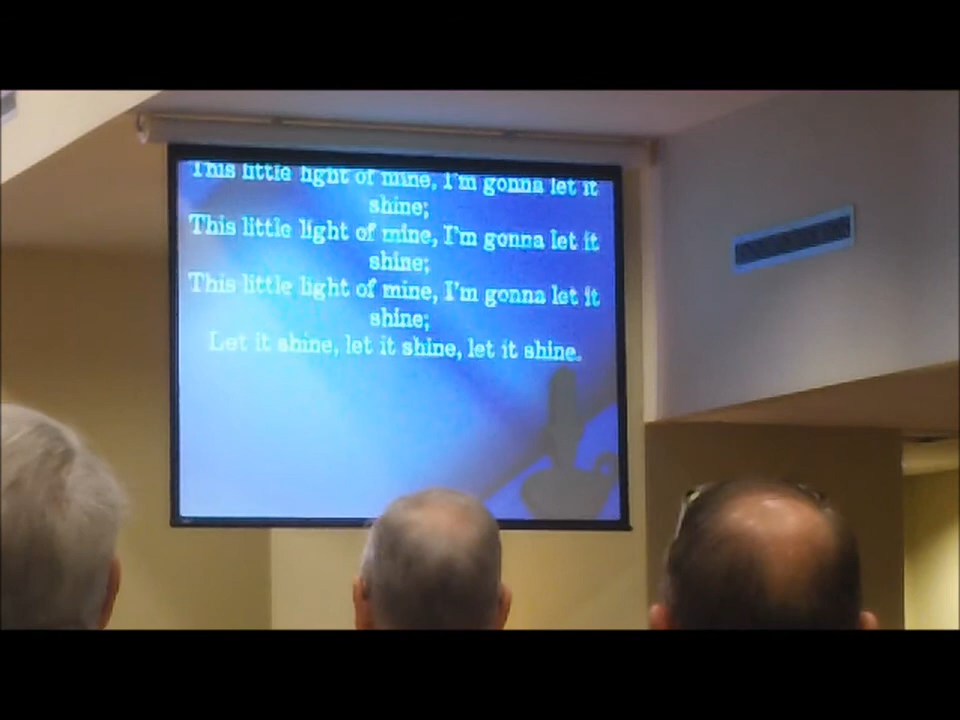 This little light of mine, I'm gonna let it
shine;
This little light of mine, I'm gonna let it
shine;
This little light of mine, I'm gonna let it
shine;
Let it shine, let it shine, let it shine.